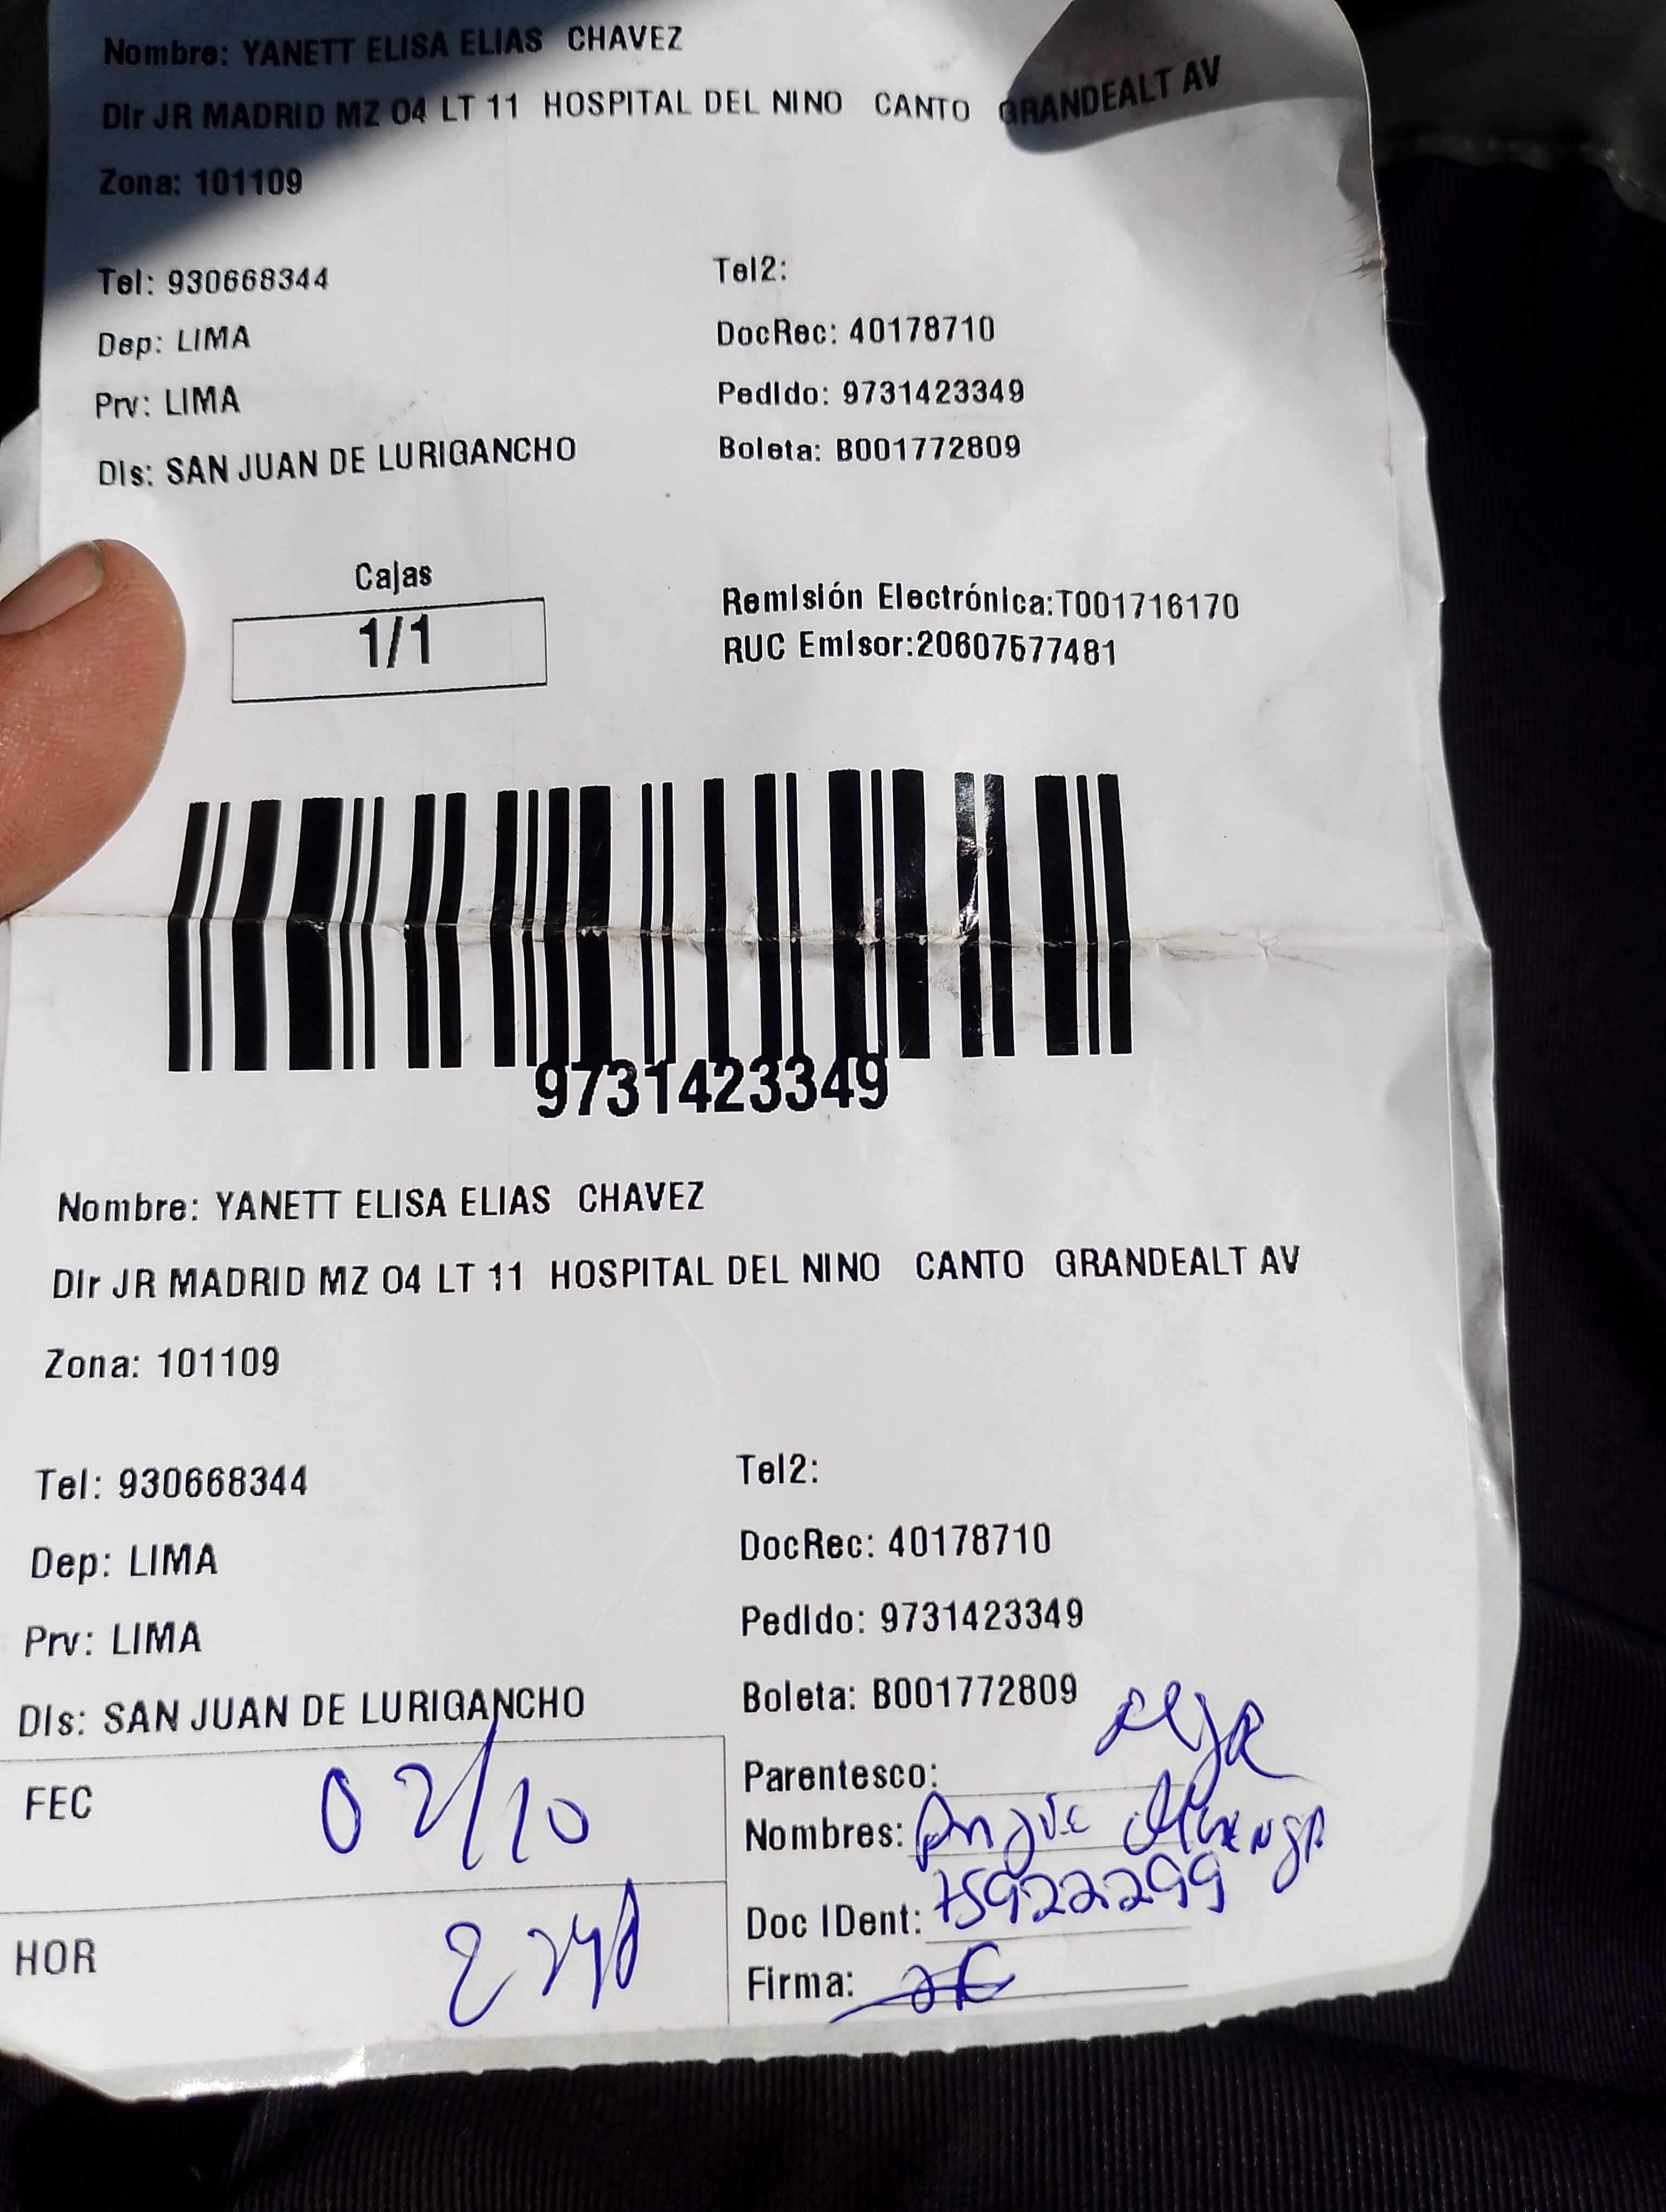 Nombre: YANETT ELISA ELIAS CHAVEZ
Dir JR MADRID MZ 04 LT 11 HOSPITAL DEL NINO CANTO GRANDEALT AV
Zona: 101109
Tel: 930668344 Tel2:
Dep: LIMA DocRec: 40178710
Prv: LIMA Pedido: 9731423349
Dis: SAN JUAN DE LURIGANCHO Boleta: B001772809
Cajas
1/1
Remisión Electrónica:T001716170
RUC Emisor:20607577481
9731423349
Nombre: YANETT ELISA ELIAS CHAVEZ
Dir JR MADRID MZ 04 LT 11 HOSPITAL DEL NINO CANTO GRANDEALT AV
Zona: 101109
Tel: 930668344 Tel2:
Dep: LIMA DocRec: 40178710
Prv: LIMA Pedido: 9731423349
Dis: SAN JUAN DE LURIGANCHO Boleta: B001772809
FEC 02/10
Parentesco:
Nombres:
Doc IDent: 75922299
HOR
Firma: